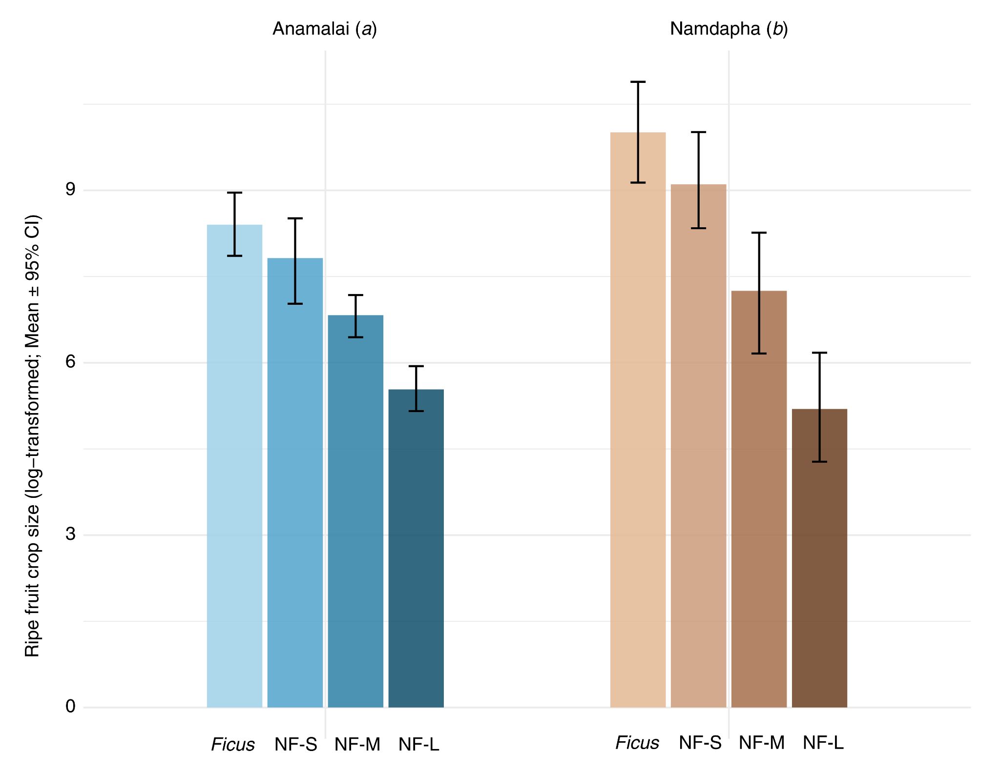 Anamalai (a)
Namdapha (b)
Ripe fruit crop size (log–transformed; Mean ± 95% CI)
9
6
3
0
Ficus NF-S NF-M NF-L
Ficus NF-S NF-M NF-L